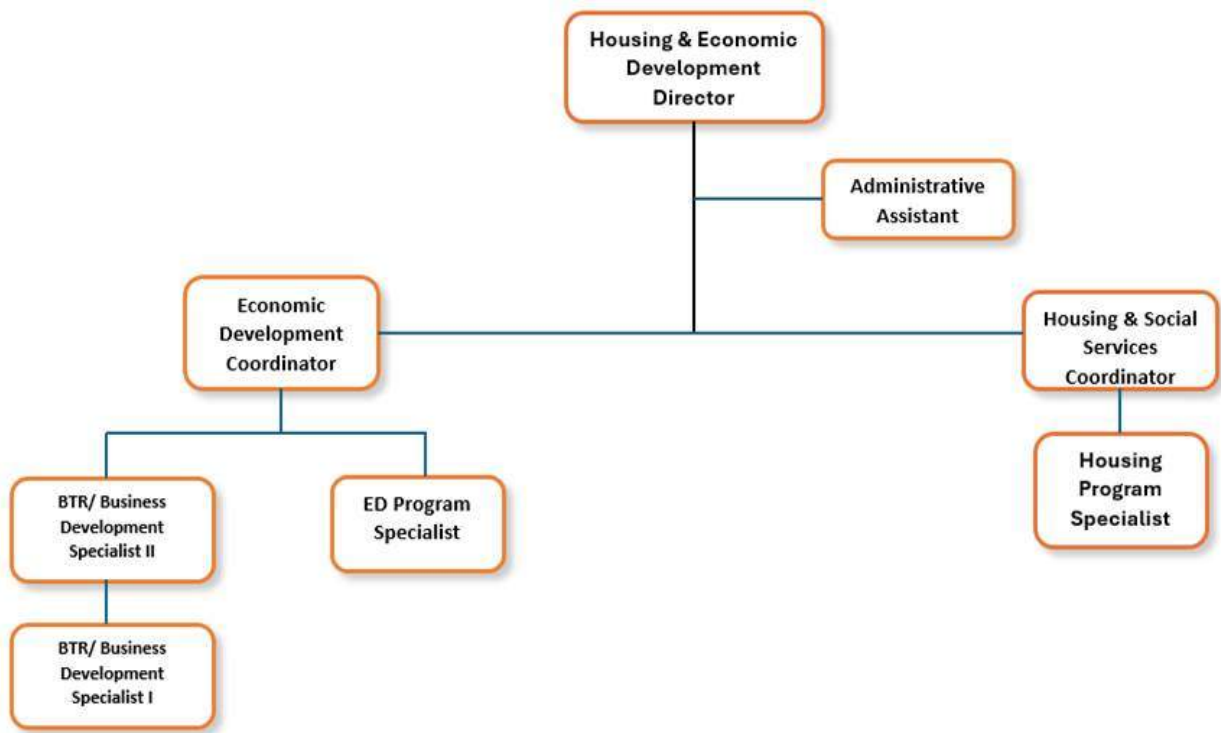 Housing & Economic
Development
Director
Administrative
Assistant
Economic
Development
Coordinator
Housing & Social
Services
Coordinator
BTR/ Business
Development
Specialist II
ED Program
Specialist
Housing
Program
Specialist
BTR/ Business
Development
Specialist I